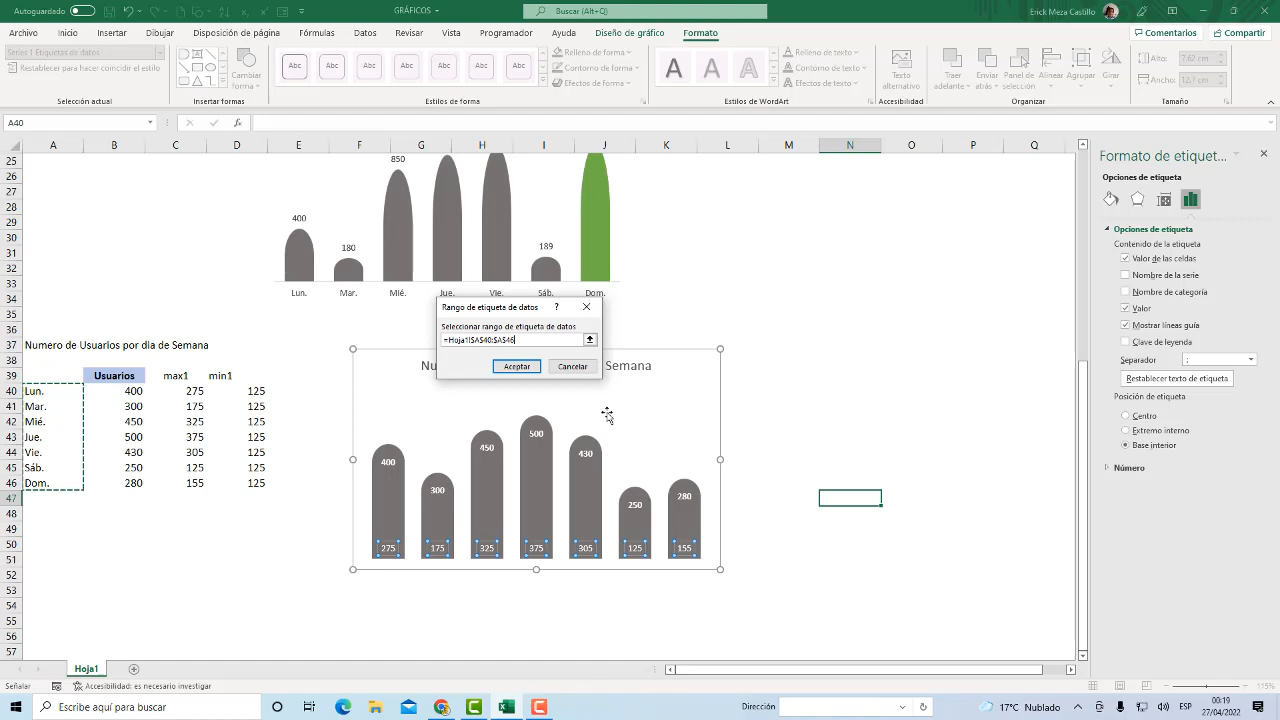 Autoguardado
GRÁFICOS
Buscar (Alt+C)
Erick Meza Castillo
Archivo Inicio Insertar Dibujar Disposición de página Fórmulas Datos Revisar Vista Programador Ayuda Diseño de gráfico Formato
Comentarios Compartir
Series 1 Etiquetas de datos
Restablecer para hacer coincidir el estilo
Cambiar forma
Abc Abc Abc Abc Abc Abc Abc
Relleno de forma
Contorno de forma
Efectos de forma
A A A
Relleno de texto
Contorno de texto
Efectos de texto
Texto alternativo
Traer adelante
Enviar atrás
Panel de selección
Alinear
Agrupar
Girar
Alto: 7.62 cm
Ancho: 12.7 cm
Selección actual Insertar formas Estilos de forma Estilos de WordArt Accesibilidad Organizar Tamaño
A40
fx
A B C D E F G H I J K L M N O P Q
25
26
27
28
29
30
31
32
33
34
35
36
850
400
180
189
Lun. Mar. Mié. Jue. Vie. Sáb. Dom.
37 Numero de Usuarios por día de Semana
38
39 Usuarios max1 min1
40 Lun. 400 275 125
41 Mar. 300 175 125
42 Mié. 450 325 125
43 Jue. 500 375 125
44 Vie. 430 305 125
45 Sáb. 250 125 125
46 Dom. 280 155 125
47
48
49
50
51
52
53
54
55
56
57
Rango de etiqueta de datos ?
Seleccionar rango de etiqueta de datos
=Hoja1!$A$40:$A$46
Aceptar Cancelar
Nu Semana
400 300 450 500 430 250 280
275 175 325 375 305 125 155
Formato de etiquet...
Opciones de etiqueta
Opciones de etiqueta
Contenido de la etiqueta
Valor de las celdas
Nombre de la serie
Nombre de categoría
Valor
Mostrar líneas guía
Clave de leyenda
Separador ;
Restablecer texto de etiqueta
Posición de etiqueta
Centro
Extremo interno
Base interior
Número
Hoja1
Señalar
Accesibilidad: es necesario investigar
115%
Escribe aquí para buscar
Dirección
17°C Nublado
ESP
00:19
27/04/2022